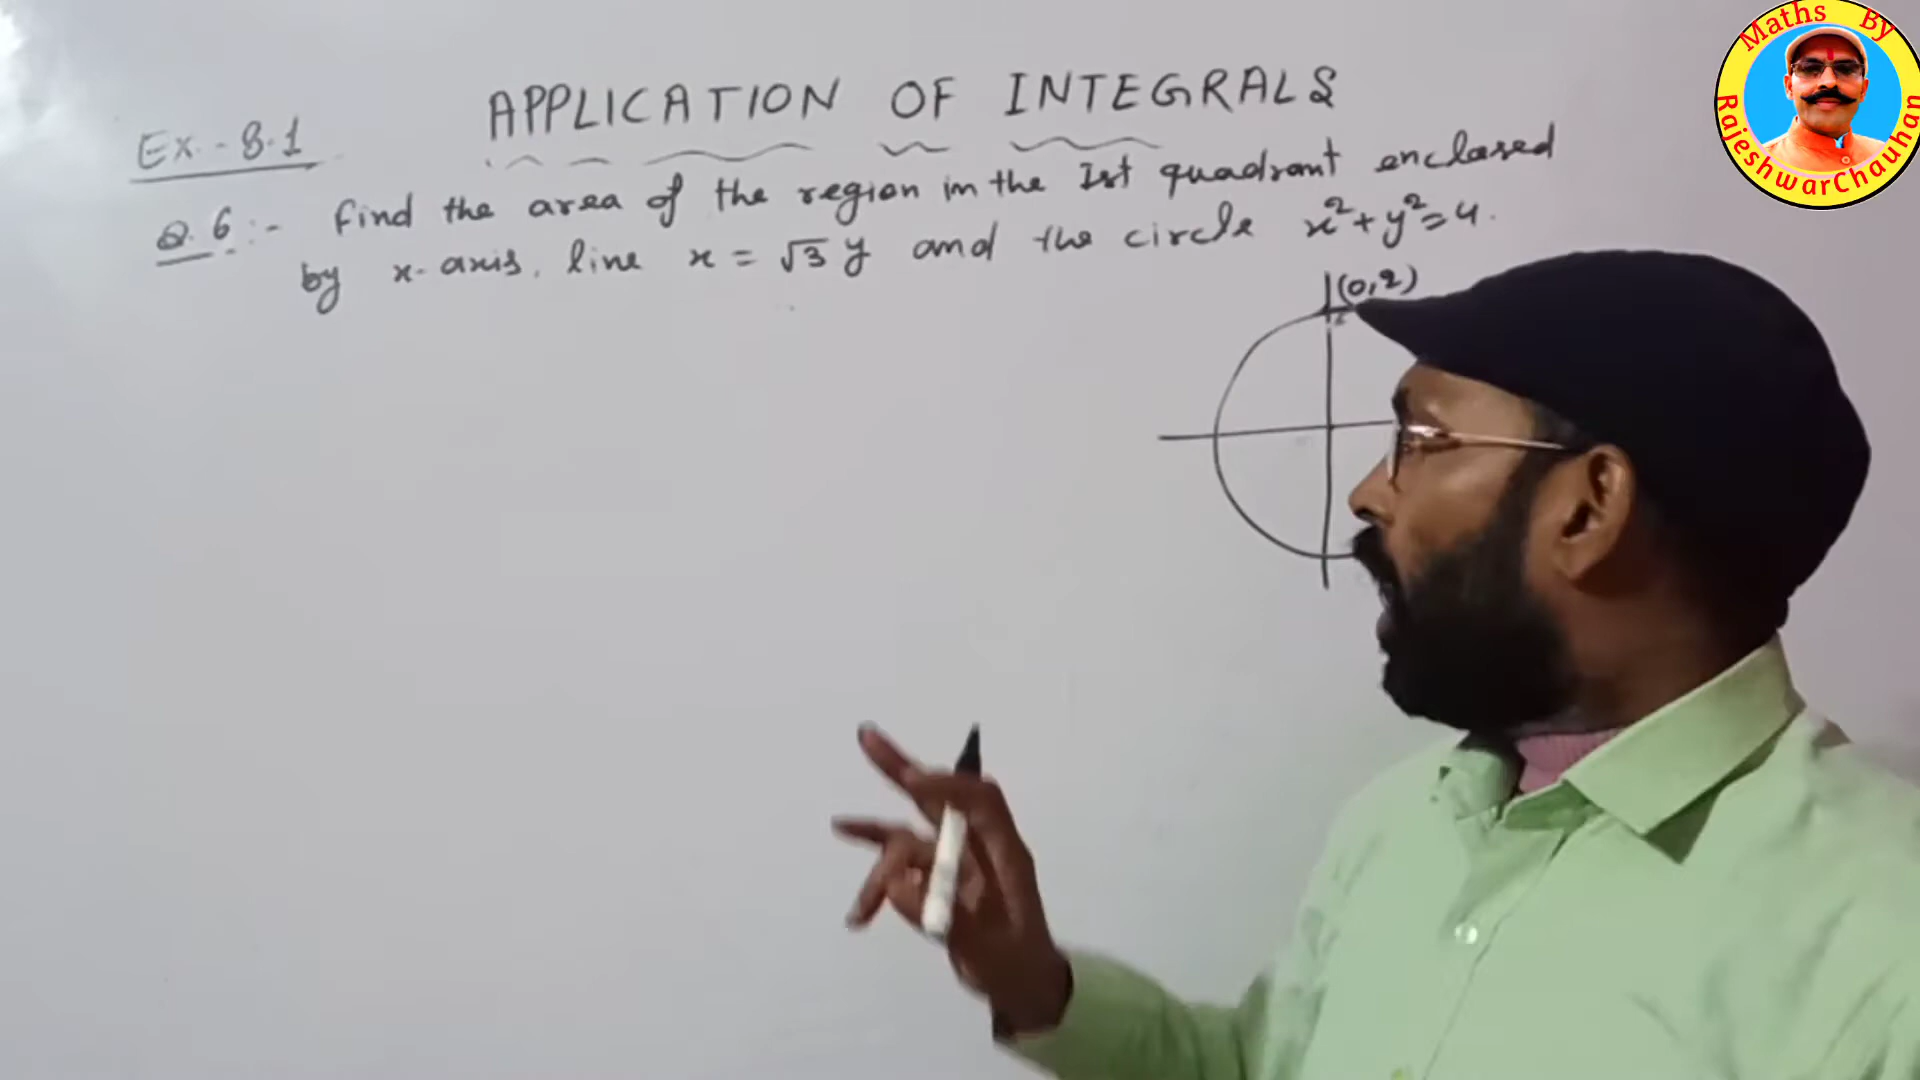 Ex.- 8.1
APPLICATION OF INTEGRALS
Q. 6:- Find the area of the region in the Ist quadrant enclosed
by x-axis, line x = √3 y and the circle x²+y²=4.
(0,2)
Maths By
RajeshwarChauhan